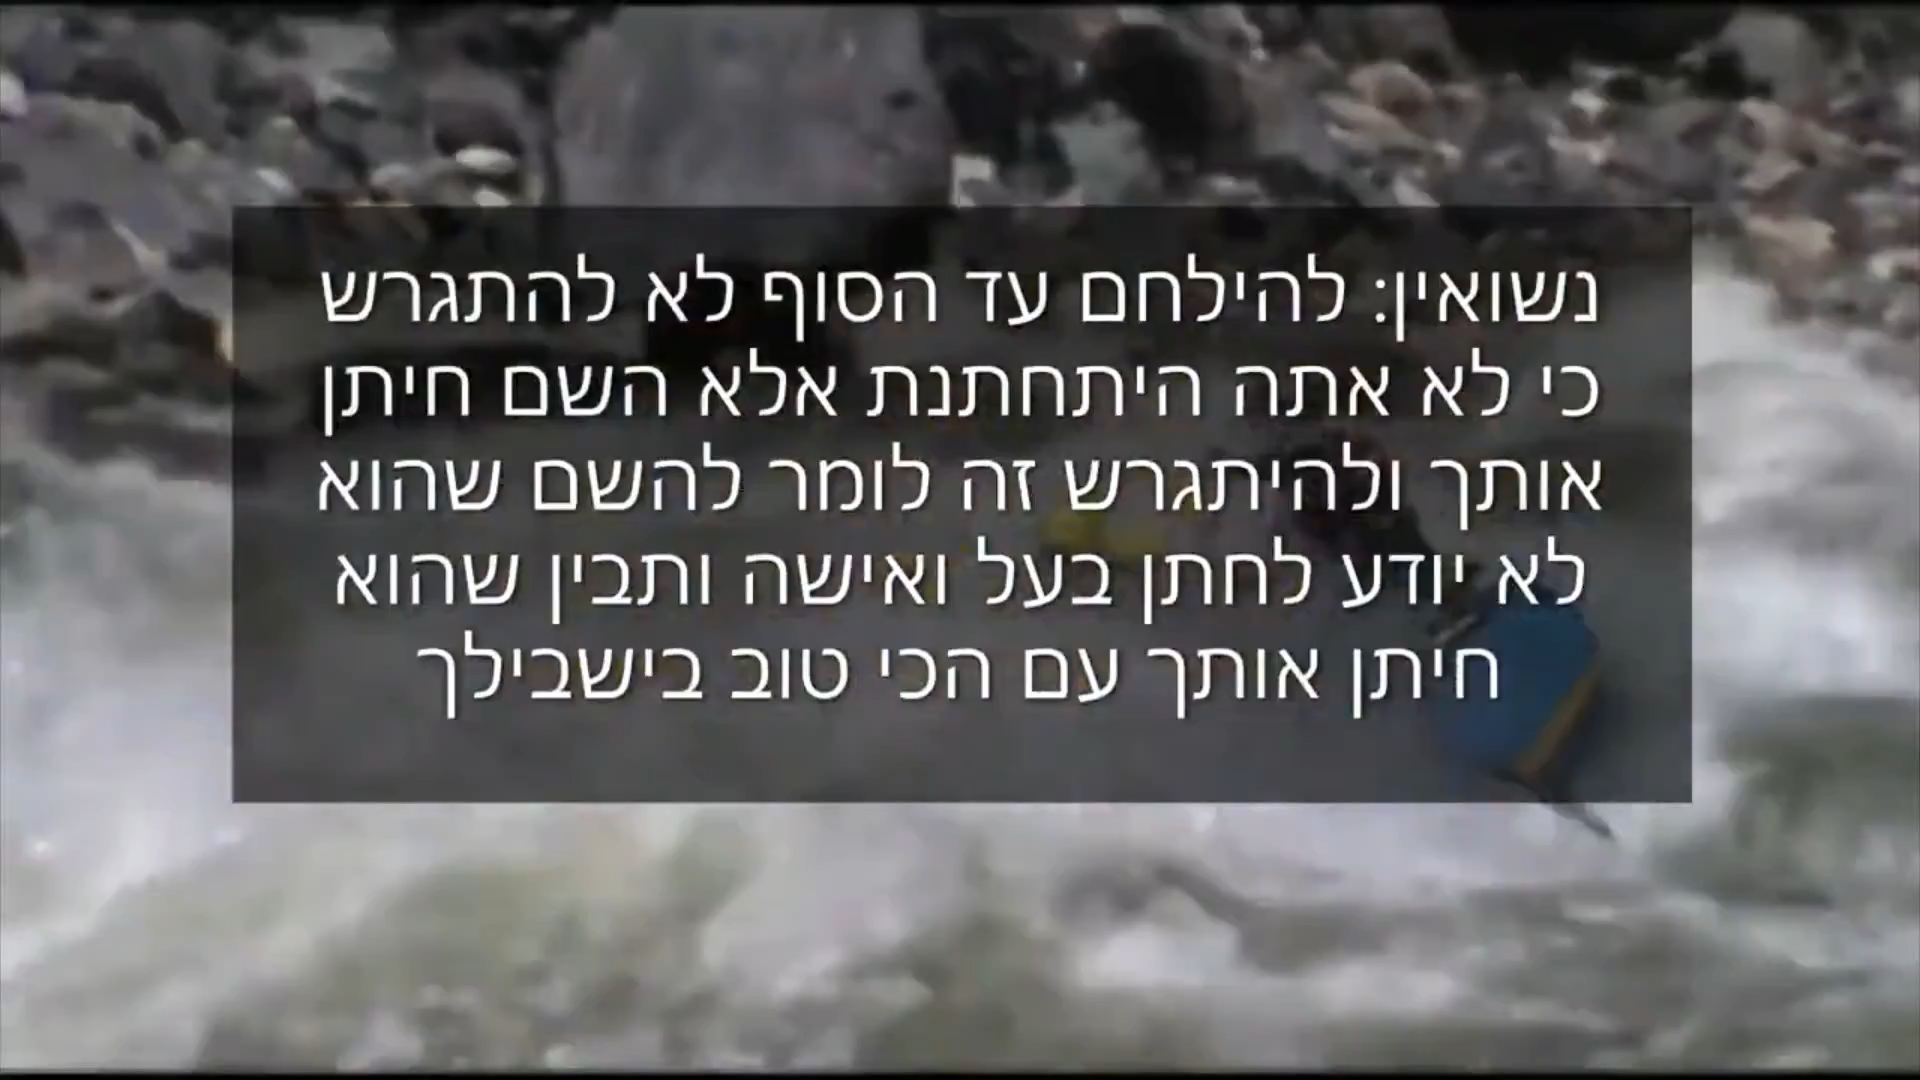 נשואין: להילחם עד הסוף לא להתגרש
כי לא אתה היתחתנת אלא השם חיתן
אותך ולהיתגרש זה לומר להשם שהוא
לא יודע לחתן בעל ואישה ותבין שהוא
חיתן אותך עם הכי טוב בישבילך